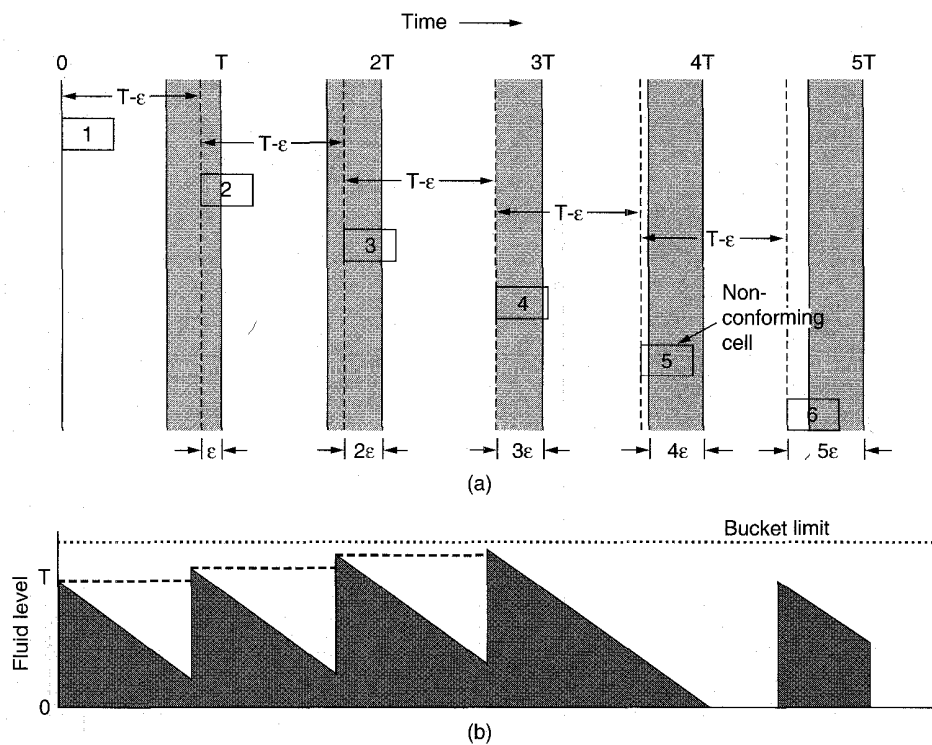 Time
0 T 2T 3T 4T 5T
T-ε
1
T-ε
2
T-ε
3
T-ε
4
T-ε
Non-
conforming
cell
5
6
ε 2ε 3ε 4ε 5ε
(a)
Bucket limit
T
Fluid level
0
(b)